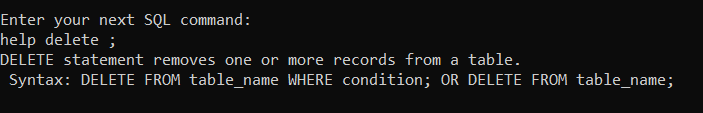 Enter your next SQL command:
help delete ;
DELETE statement removes one or more records from a table.
 Syntax: DELETE FROM table_name WHERE condition; OR DELETE FROM table_name;